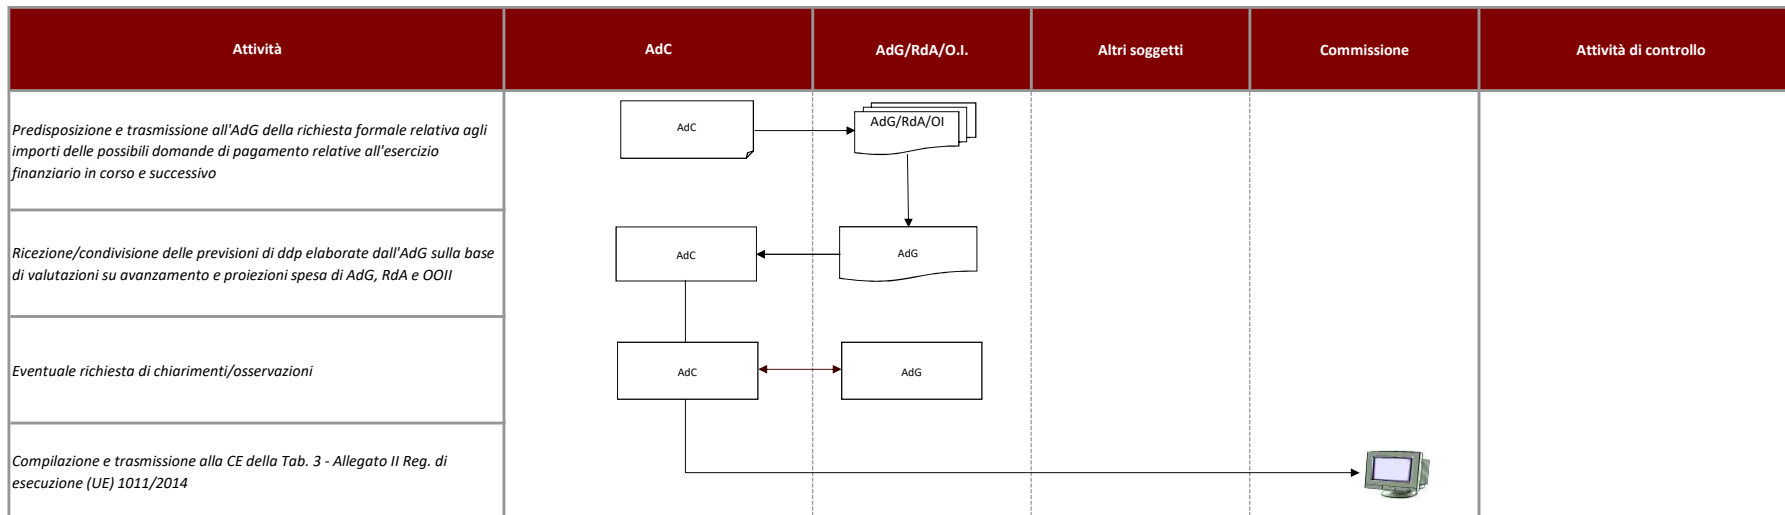 Attività
AdC
AdG/RdA/O.I.
Altri soggetti
Commissione
Attività di controllo
Predisposizione e trasmissione all'AdG della richiesta formale relativa agli
importi delle possibili domande di pagamento relative all'esercizio
finanziario in corso e successivo
AdC
AdG/RdA/OI
Ricezione/condivisione delle previsioni di ddp elaborate dall'AdG sulla base
di valutazioni su avanzamento e proiezioni spesa di AdG, RdA e OOII
AdC
AdG
Eventuale richiesta di chiarimenti/osservazioni
AdC
AdG
Compilazione e trasmissione alla CE della Tab. 3 - Allegato II Reg. di
esecuzione (UE) 1011/2014